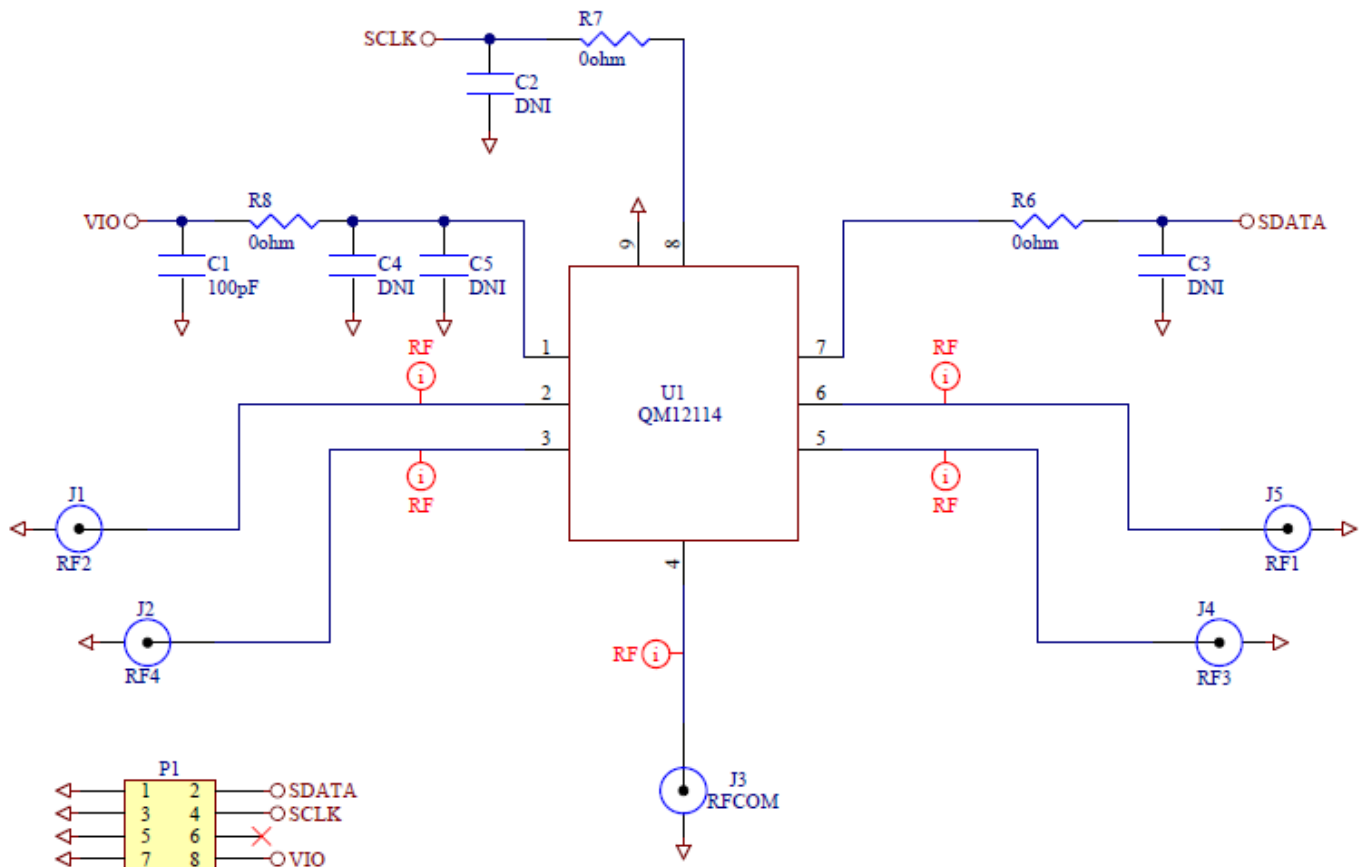 SCLK
R7
0ohm
C2
DNI
VIO
R8
0ohm
C1
100pF
C4
DNI
C5
DNI
9
8
R6
0ohm
SDATA
C3
DNI
1
2
3
U1
QM12114
7
6
5
4
RF
i
i
RF
RF
i
i
RF
J1
RF2
J2
RF4
J5
RF1
J4
RF3
RF i
J3
RFCOM
P1
1 2 SDATA
3 4 SCLK
5 6
7 8 VIO